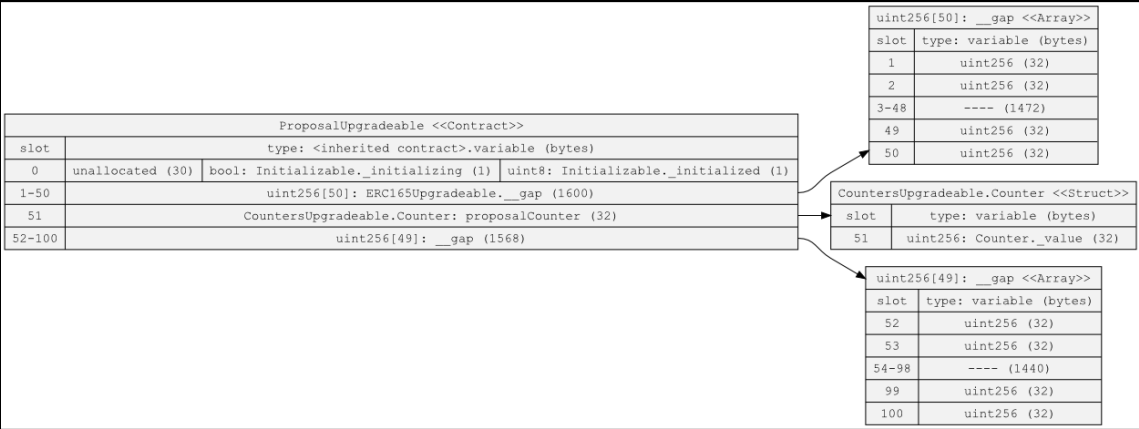 ProposalUpgradeable <<Contract>>
slot type: <inherited contract>.variable (bytes)
0 unallocated (30) bool: Initializable._initializing (1) uint8: Initializable._initialized (1)
1-50 uint256[50]: ERC165Upgradeable.__gap (1600)
51 CountersUpgradeable.Counter: proposalCounter (32)
52-100 uint256[49]: __gap (1568)
uint256[50]: __gap <<Array>>
slot type: variable (bytes)
1 uint256 (32)
2 uint256 (32)
3-48 ---- (1472)
49 uint256 (32)
50 uint256 (32)
CountersUpgradeable.Counter <<Struct>>
slot type: variable (bytes)
51 uint256: Counter._value (32)
uint256[49]: __gap <<Array>>
slot type: variable (bytes)
52 uint256 (32)
53 uint256 (32)
54-98 ---- (1440)
99 uint256 (32)
100 uint256 (32)